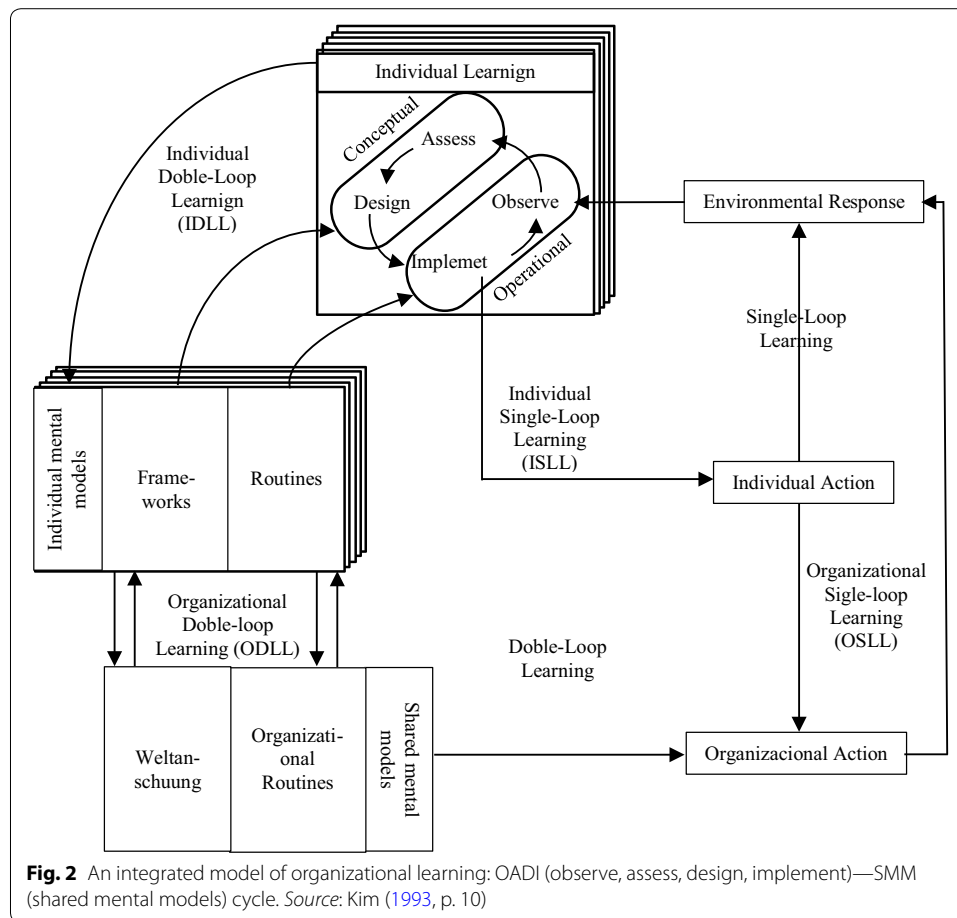 Individual Learnign
Conceptual
Assess
Design
Observe
Implemet
Operational
Individual
Doble-Loop
Learnign
(IDLL)
Environmental Response
Single-Loop
Learning
Individual
Single-Loop
Learning
(ISLL)
Individual Action
Individual mental
models
Frame-
works
Routines
Organizational
Doble-loop
Learning (ODLL)
Organizational
Sigle-loop
Learning
(OSLL)
Doble-Loop
Learning
Weltan-
schuung
Organizati-
onal
Routines
Shared mental
models
Organizacional Action
Fig. 2 An integrated model of organizational learning: OADI (observe, assess, design, implement)—SMM
(shared mental models) cycle. Source: Kim (1993, p. 10)